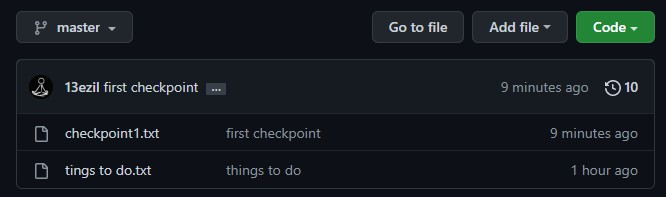 master Go to file Add file Code
13ezil first checkpoint ... 9 minutes ago 10
checkpoint1.txt first checkpoint 9 minutes ago
tings to do.txt things to do 1 hour ago